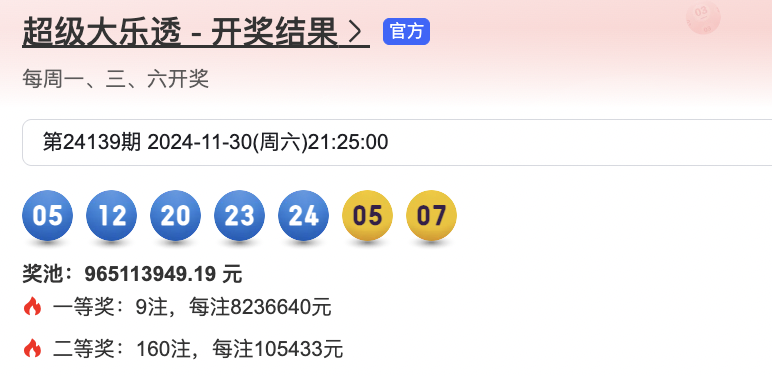 超级大乐透 - 开奖结果 > 官方
每周一、三、六开奖
第24139期 2024-11-30(周六)21:25:00
05 12 20 23 24 05 07
奖池：965113949.19 元
一等奖：9注，每注8236640元
二等奖：160注，每注105433元